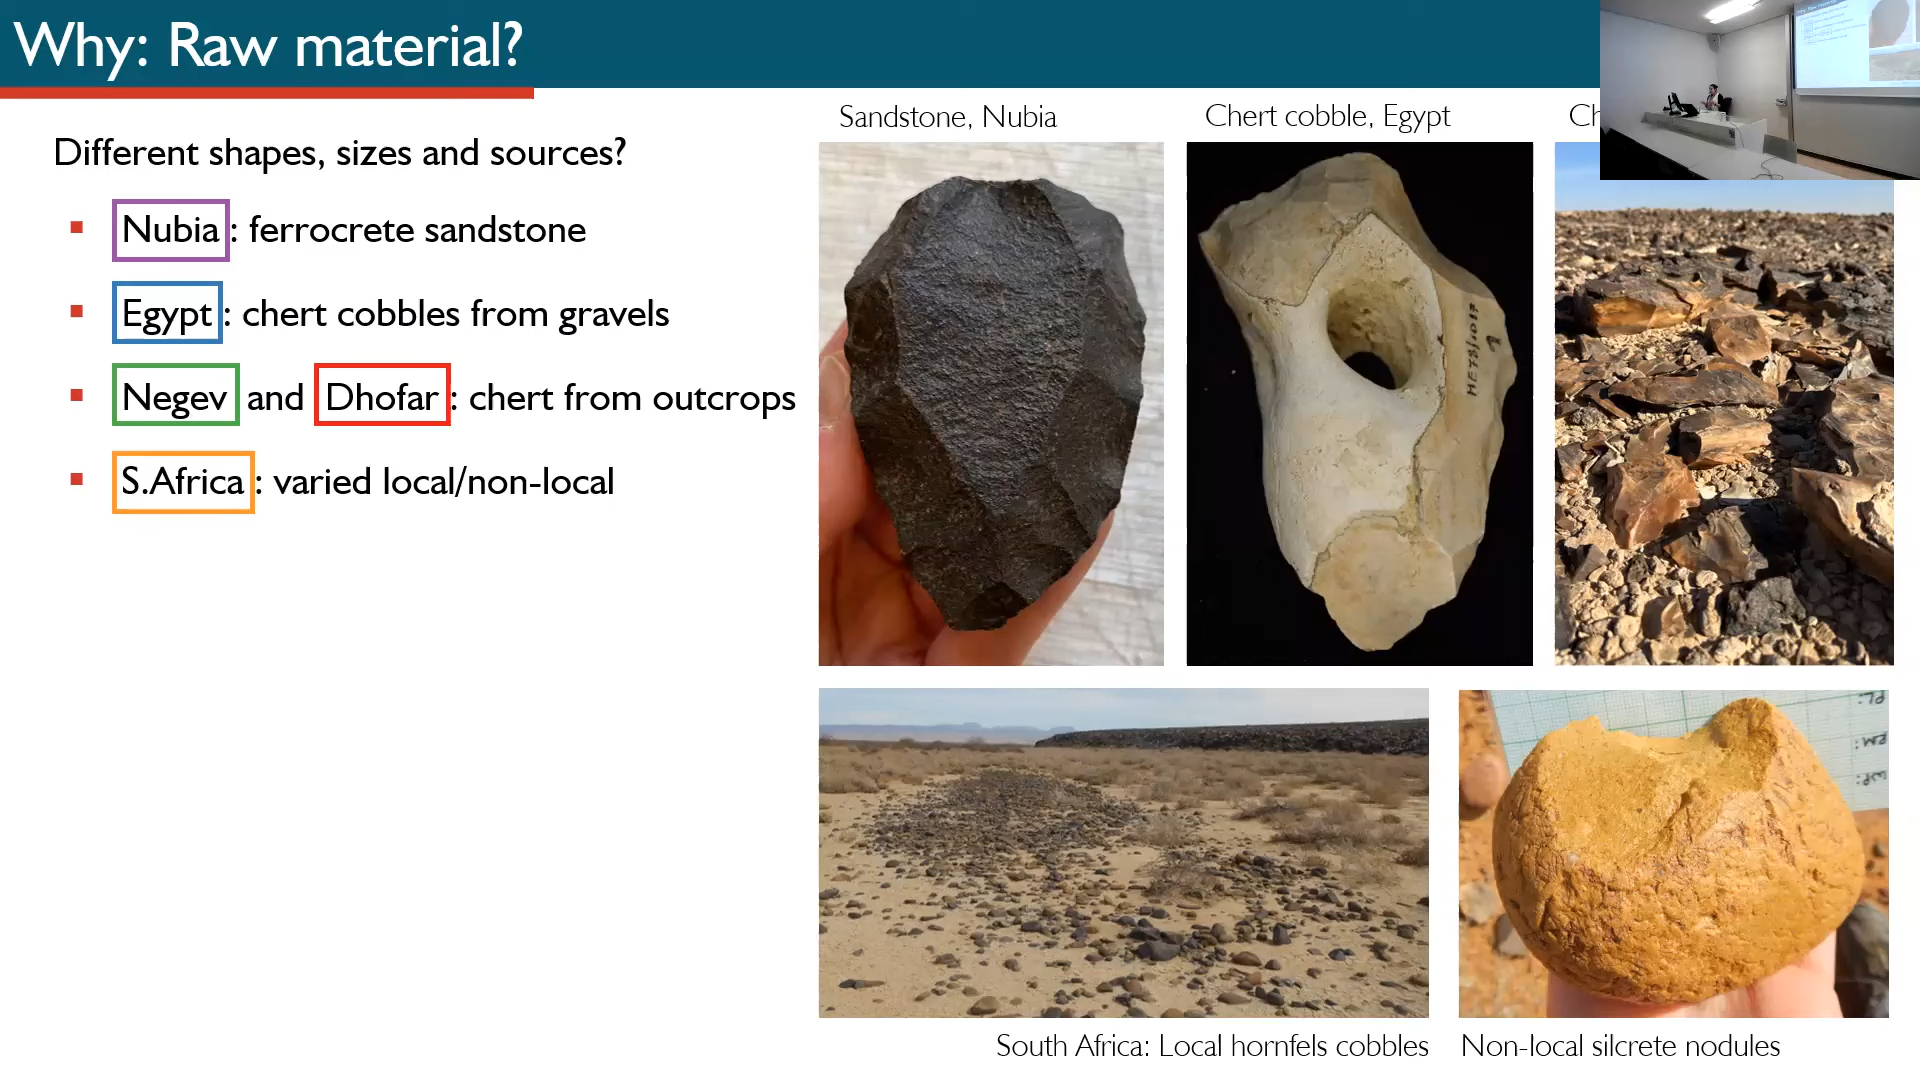 Why: Raw material?
Different shapes, sizes and sources?
Nubia: ferrocrete sandstone
Egypt: chert cobbles from gravels
Negev and Dhofar: chert from outcrops
S.Africa: varied local/non-local
Sandstone, Nubia
Chert cobble, Egypt
South Africa: Local hornfels cobbles
Non-local silcrete nodules